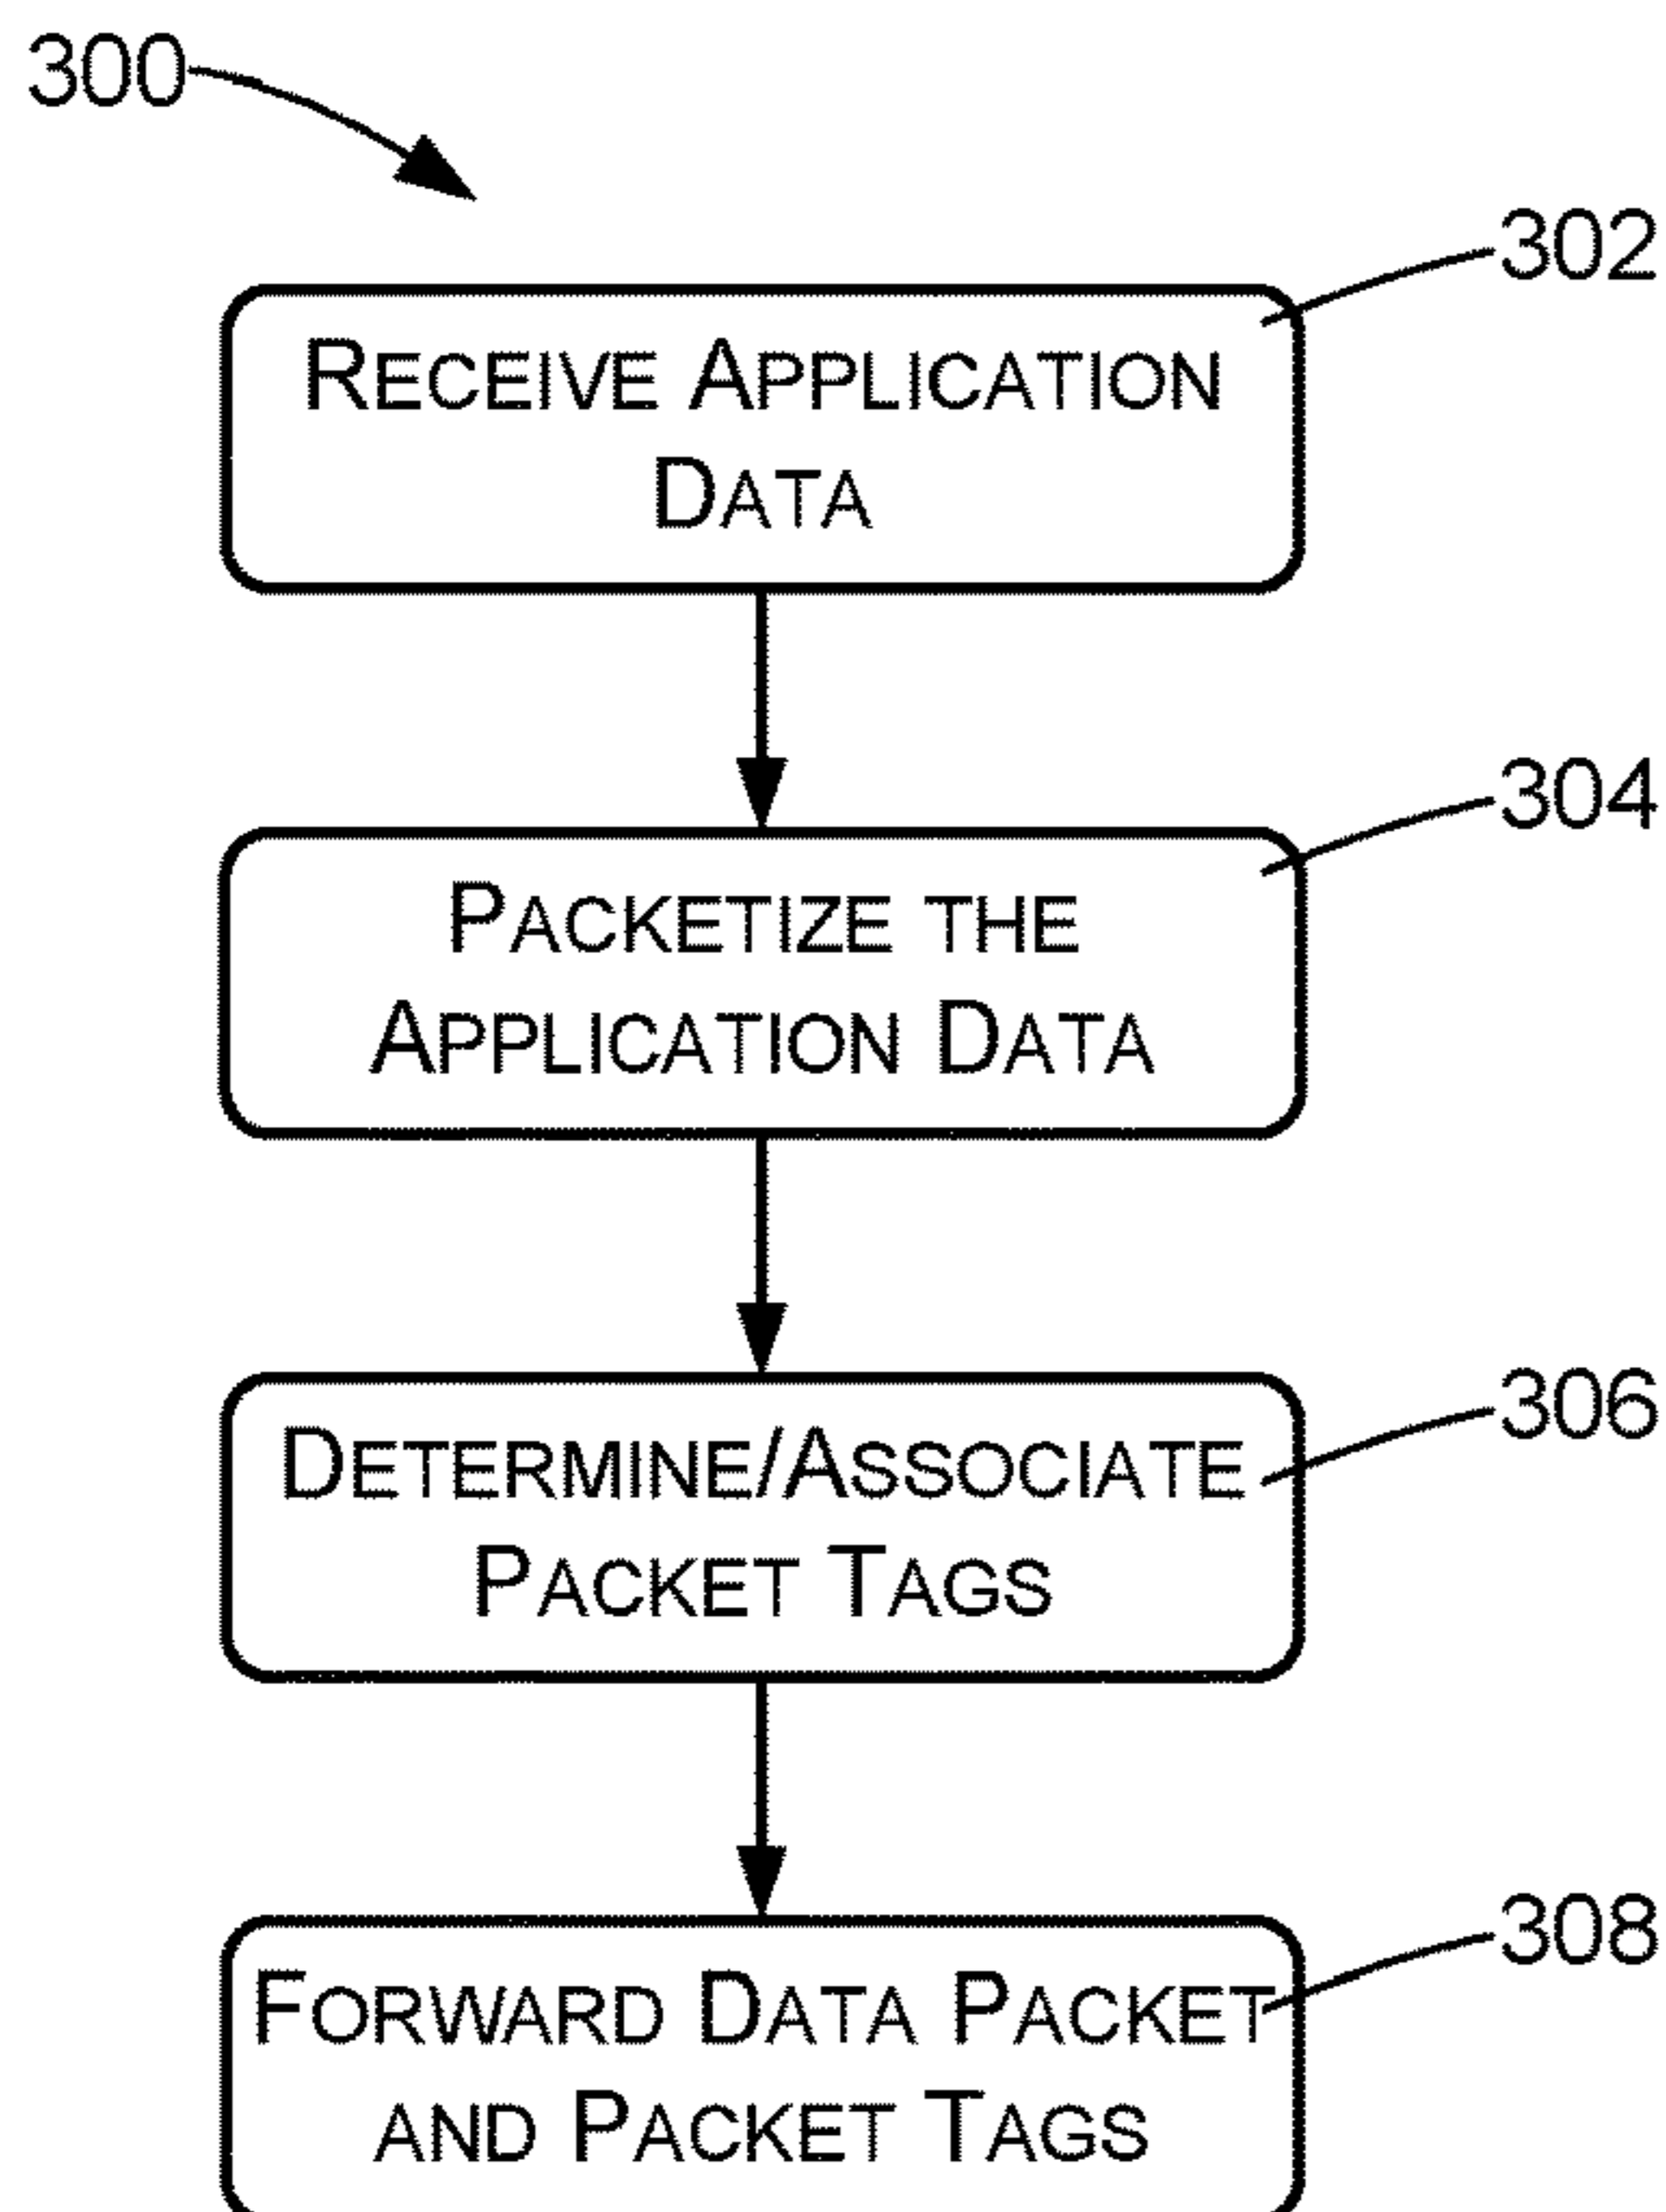 300
302
RECEIVE APPLICATION
DATA
304
PACKETIZE THE
APPLICATION DATA
306
DETERMINE/ASSOCIATE
PACKET TAGS
308
FORWARD DATA PACKET
AND PACKET TAGS